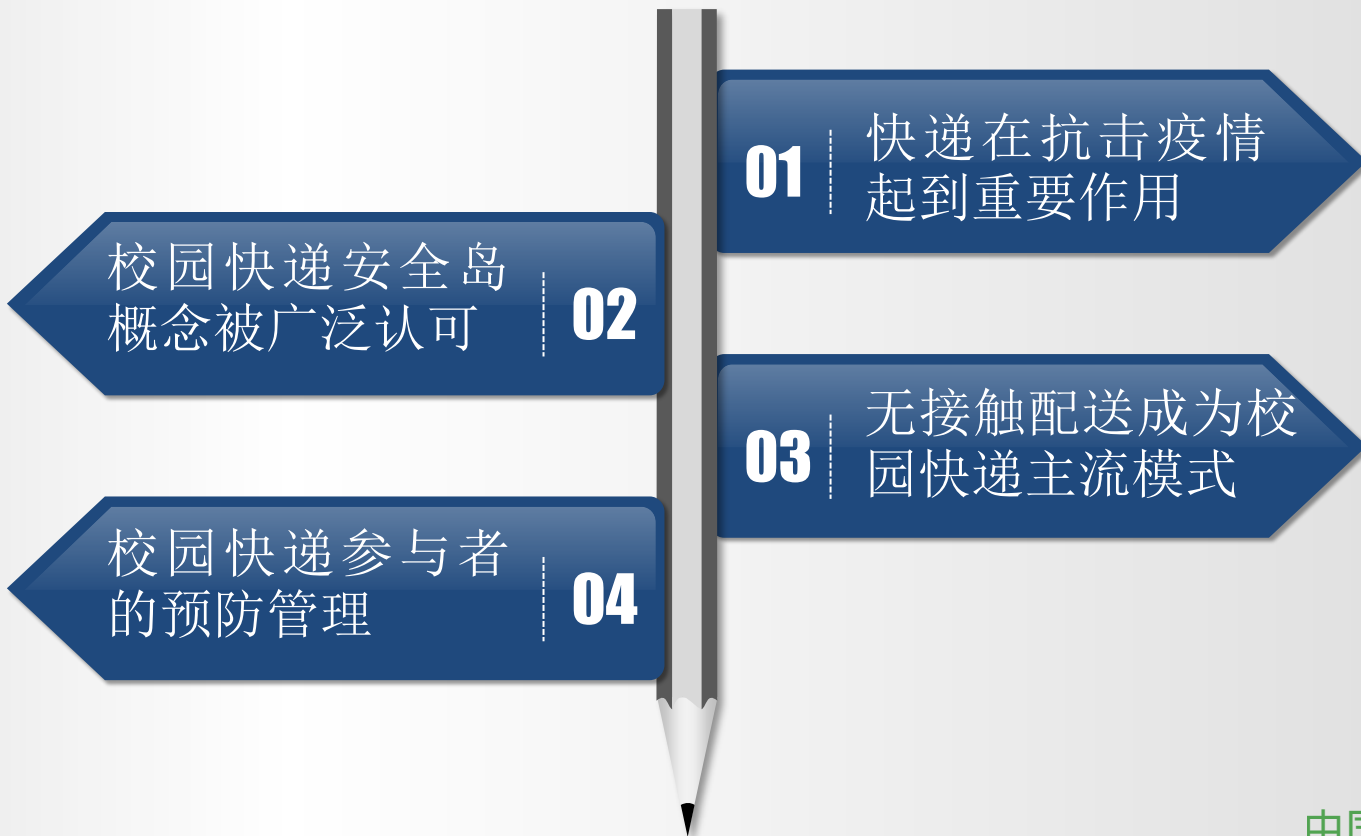 01
快递在抗击疫情
起到重要作用
校园快递安全岛
概念被广泛认可
02
03
无接触配送成为校
园快递主流模式
校园快递参与者
的预防管理
04